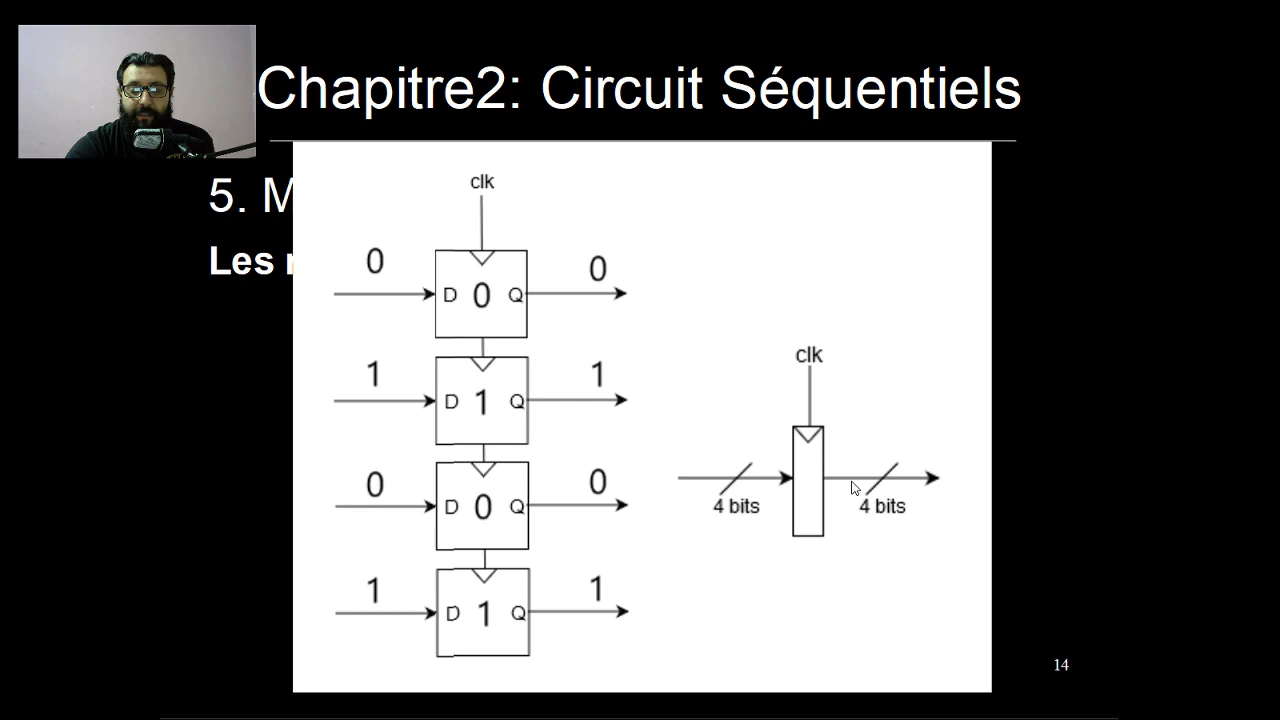 Chapitre2: Circuit Séquentiels
5. M
Les r
clk
0
D 0 Q
0
1
D 1 Q
1
0
D 0 Q
0
1
D 1 Q
1
clk
4 bits
4 bits
14